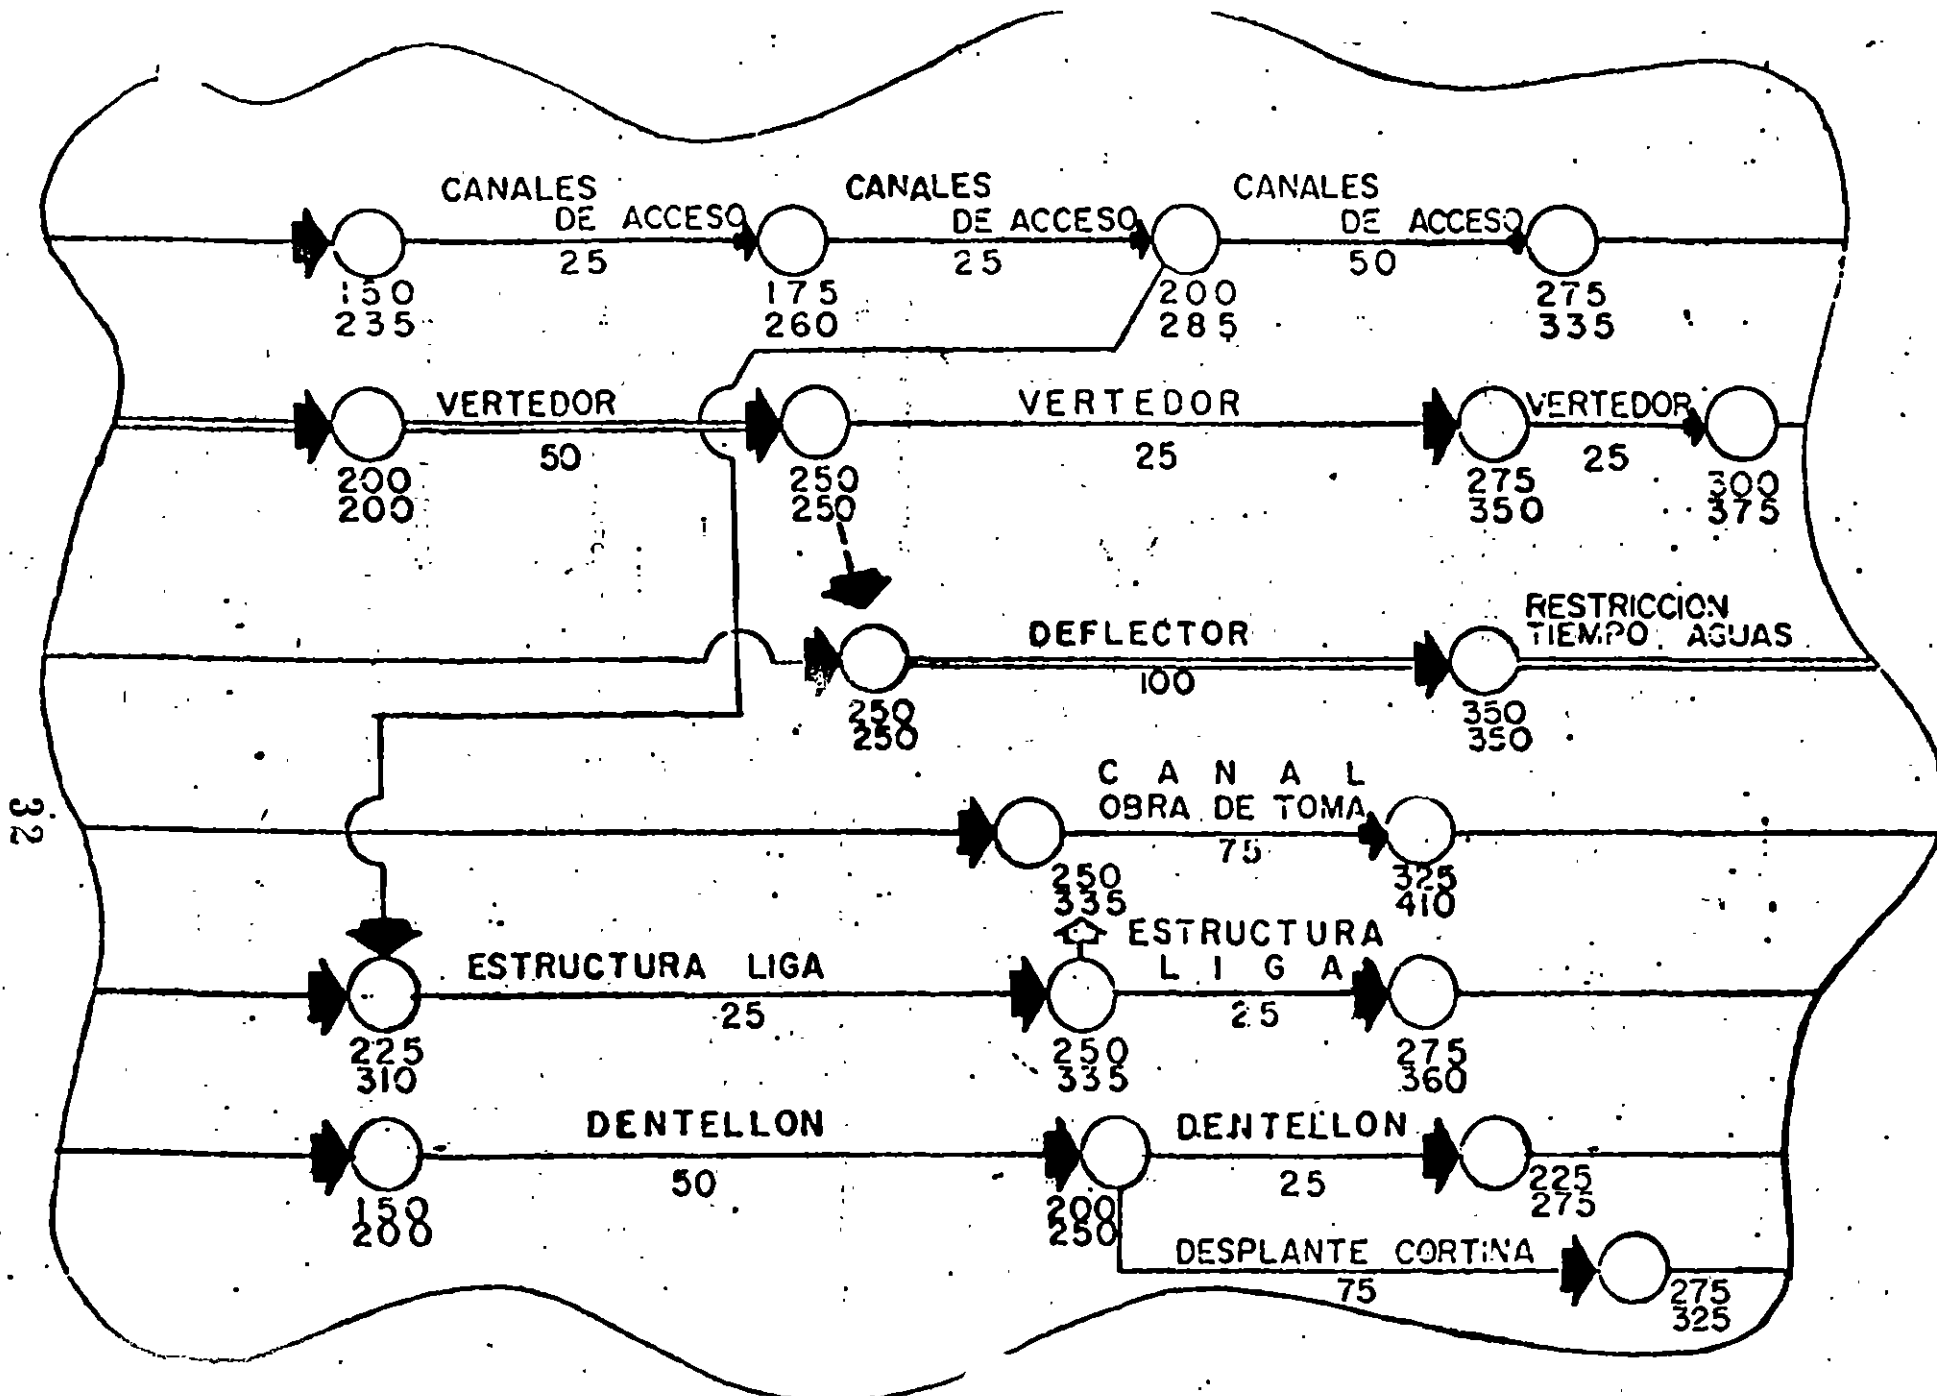 CANALES
DE ACCESO
25
CANALES
DE ACCESO
25
CANALES
DE ACCESO
50
150
235
175
260
200
285
275
335
VERTEDOR
50
VERTEDOR
25
VERTEDOR
25
200
200
250
250
275
350
300
375
DEFLECTOR
100
RESTRICCION
TIEMPO AGUAS
250
250
350
350
CANAL
OBRA DE TOMA
75
250
335
325
410
32
ESTRUCTURA LIGA
25
ESTRUCTURA
LIGA
25
225
310
250
335
275
360
DENTELLON
50
DENTELLON
25
150
200
200
250
225
275
DESPLANTE CORTINA
75
275
325